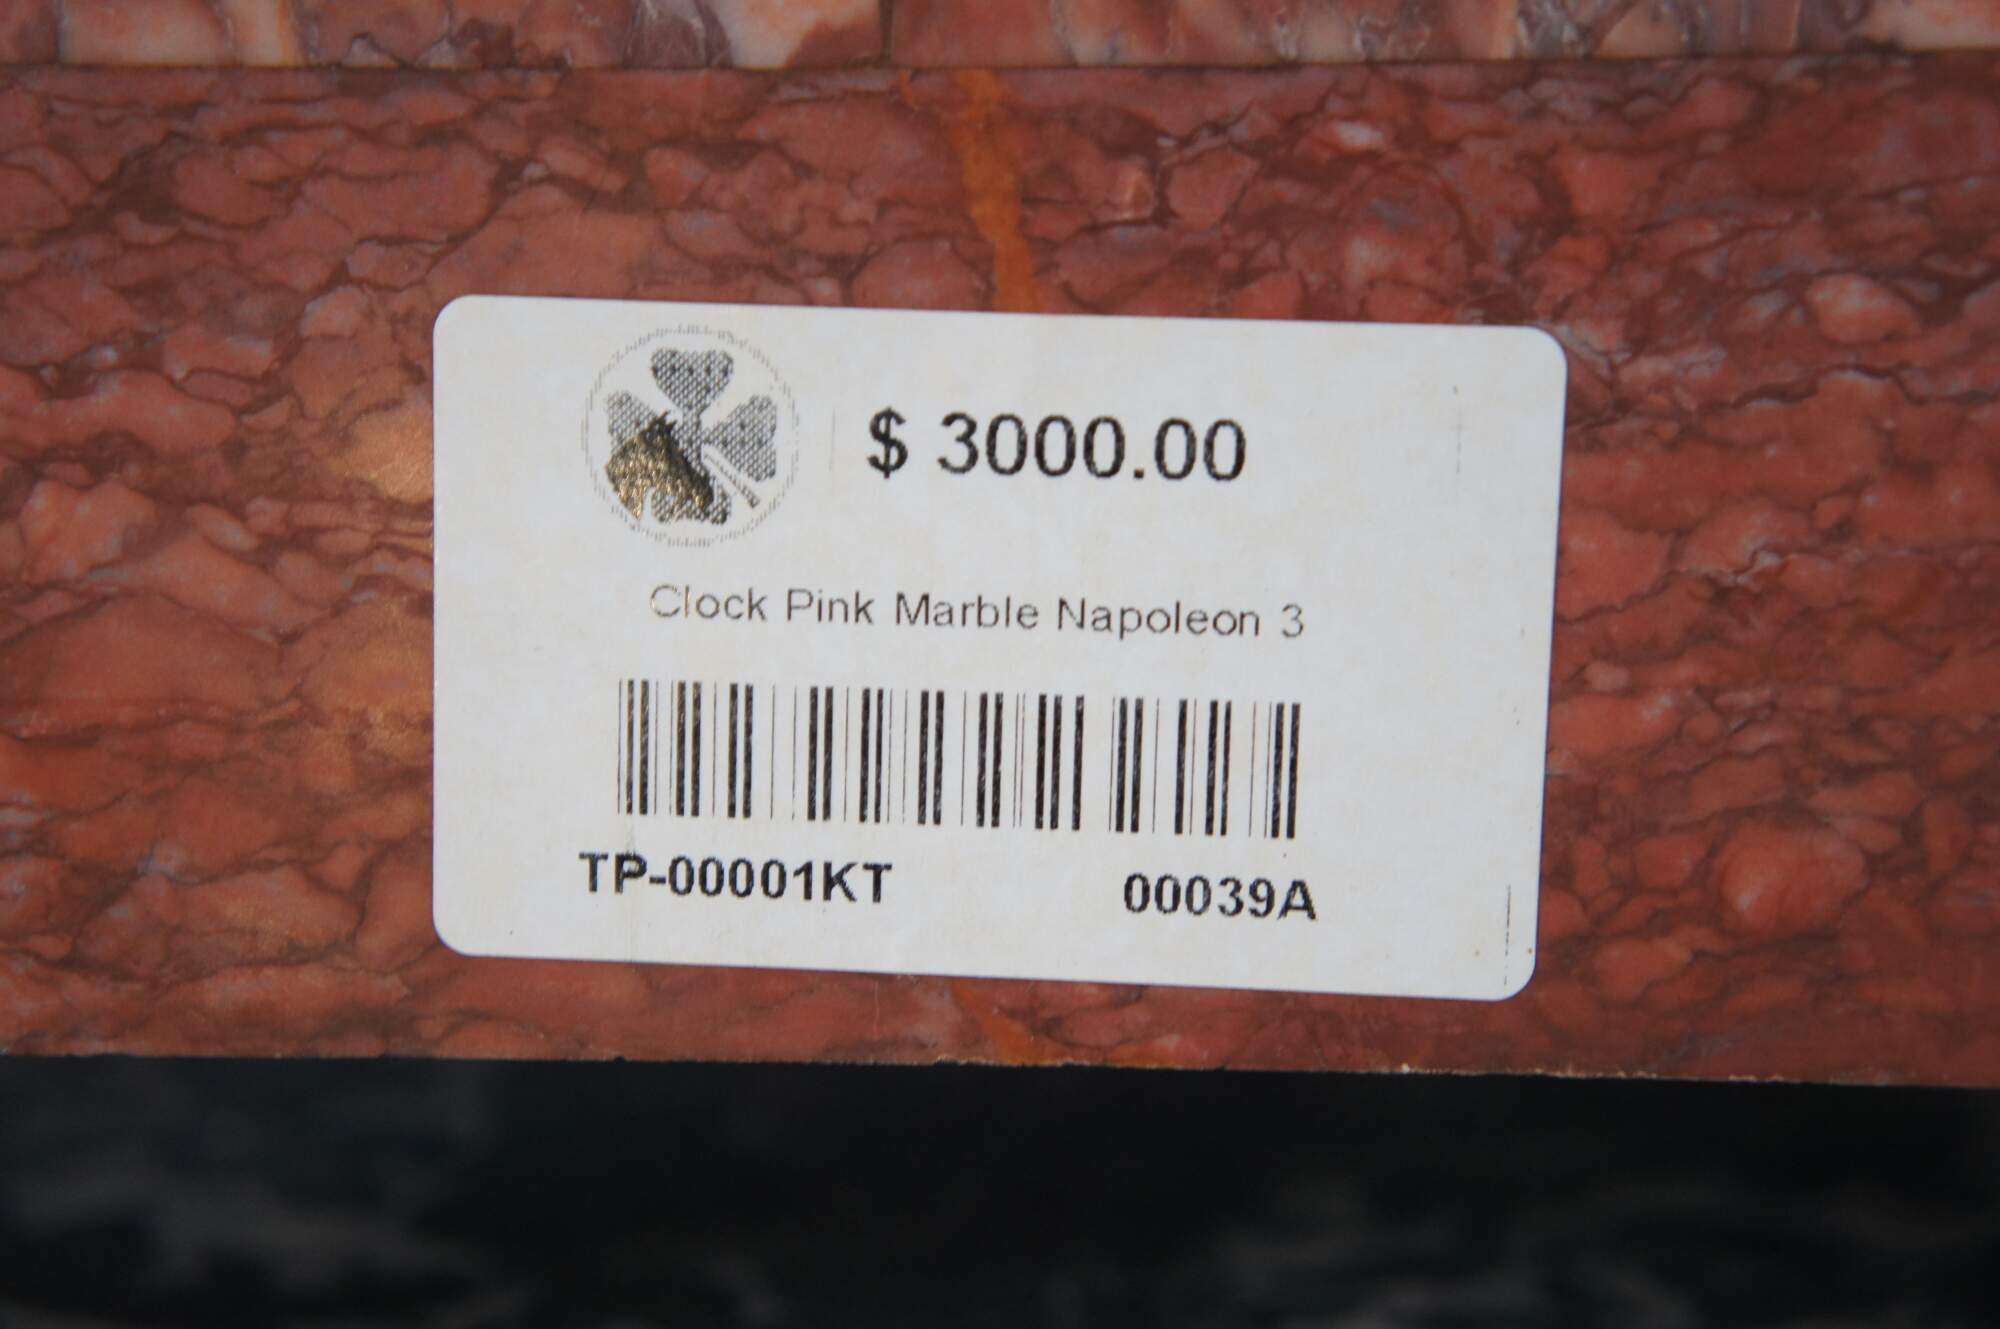 $ 3000.00
Clock Pink Marble Napoleon 3
TP-00001KT 00039A